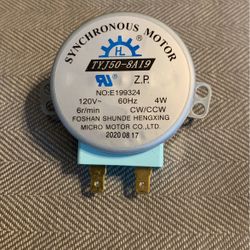 SYNCHRONOUS MOTOR
HL
TYJ50-8A19
Z.P.
NO:E199324
120V~ 60Hz 4W
6r/min CW/CCW
FOSHAN SHUNDE HENGXING
MICRO MOTOR CO.,LTD.
2020 08 17